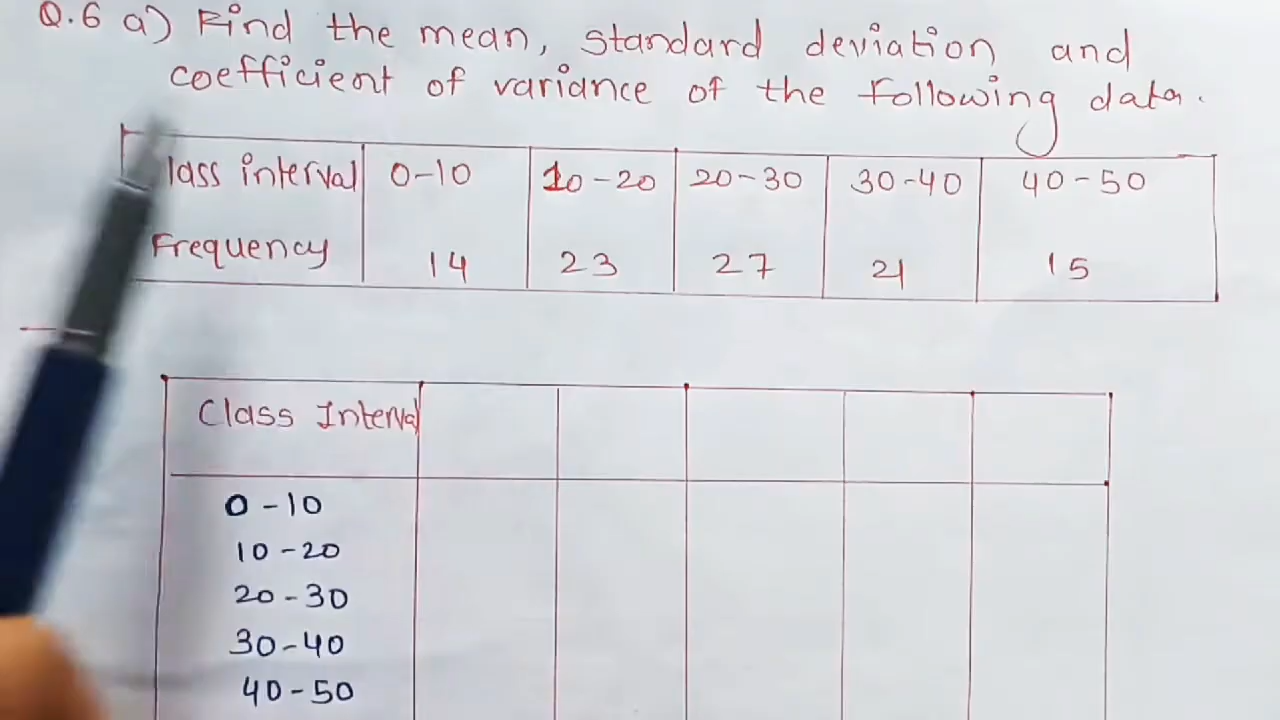 Q.6 a) Find the mean, standard deviation and
coefficient of variance of the following data.
lass interval 0-10 10-20 20-30 30-40 40-50
Frequency 14 23 27 21 15
Class Interval
0-10
10-20
20-30
30-40
40-50